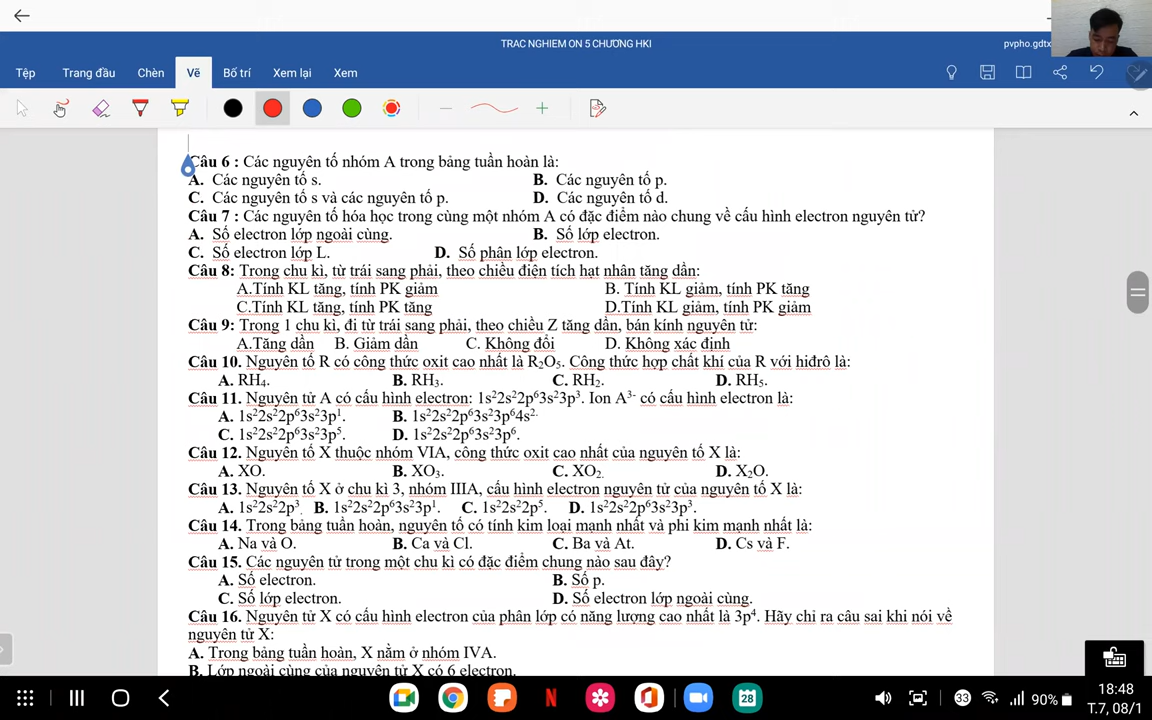 TRAC NGHIEM ON 5 CHUONG HKI
pvpho.gdtx
Tệp Trang đầu Chèn Vẽ Bố trí Xem lại Xem
Câu 6 : Các nguyên tố nhóm A trong bảng tuần hoàn là:
A. Các nguyên tố s. B. Các nguyên tố p.
C. Các nguyên tố s và các nguyên tố p. D. Các nguyên tố d.
Câu 7 : Các nguyên tố hóa học trong cùng một nhóm A có đặc điểm nào chung về cấu hình electron nguyên tử?
A. Số electron lớp ngoài cùng. B. Số lớp electron.
C. Số electron lớp L. D. Số phân lớp electron.
Câu 8: Trong chu kì, từ trái sang phải, theo chiều điện tích hạt nhân tăng dần:
A.Tính KL tăng, tính PK giảm B. Tính KL giảm, tính PK tăng
C.Tính KL tăng, tính PK tăng D.Tính KL giảm, tính PK giảm
Câu 9: Trong 1 chu kì, đi từ trái sang phải, theo chiều Z tăng dần, bán kính nguyên tử:
A.Tăng dần B. Giảm dần C. Không đổi D. Không xác định
Câu 10. Nguyên tố R có công thức oxit cao nhất là R₂O₅. Công thức hợp chất khí của R với hiđrô là:
A. RH₄. B. RH₃. C. RH₂. D. RH₅.
Câu 11. Nguyên tử A có cấu hình electron: 1s²2s²2p⁶3s²3p³. Ion A³⁻ có cấu hình electron là:
A. 1s²2s²2p⁶3s²3p¹. B. 1s²2s²2p⁶3s²3p⁶4s².
C. 1s²2s²2p⁶3s²3p⁵. D. 1s²2s²2p⁶3s²3p⁶.
Câu 12. Nguyên tố X thuộc nhóm VIA, công thức oxit cao nhất của nguyên tố X là:
A. XO. B. XO₃. C. XO₂. D. X₂O.
Câu 13. Nguyên tố X ở chu kì 3, nhóm IIIA, cấu hình electron nguyên tử của nguyên tố X là:
A. 1s²2s²2p³. B. 1s²2s²2p⁶3s²3p¹. C. 1s²2s²2p⁵. D. 1s²2s²2p⁶3s²3p³.
Câu 14. Trong bảng tuần hoàn, nguyên tố có tính kim loại mạnh nhất và phi kim mạnh nhất là:
A. Na và O. B. Ca và Cl. C. Ba và At. D. Cs và F.
Câu 15. Các nguyên tử trong một chu kì có đặc điểm chung nào sau đây?
A. Số electron. B. Số p.
C. Số lớp electron. D. Số electron lớp ngoài cùng.
Câu 16. Nguyên tử X có cấu hình electron của phân lớp có năng lượng cao nhất là 3p⁴. Hãy chỉ ra câu sai khi nói về
nguyên tử X:
A. Trong bảng tuần hoàn, X nằm ở nhóm IVA.
B. Lớp ngoài cùng của nguyên tử X có 6 electron.
N 28 33 90% 18:48
T.7, 08/1